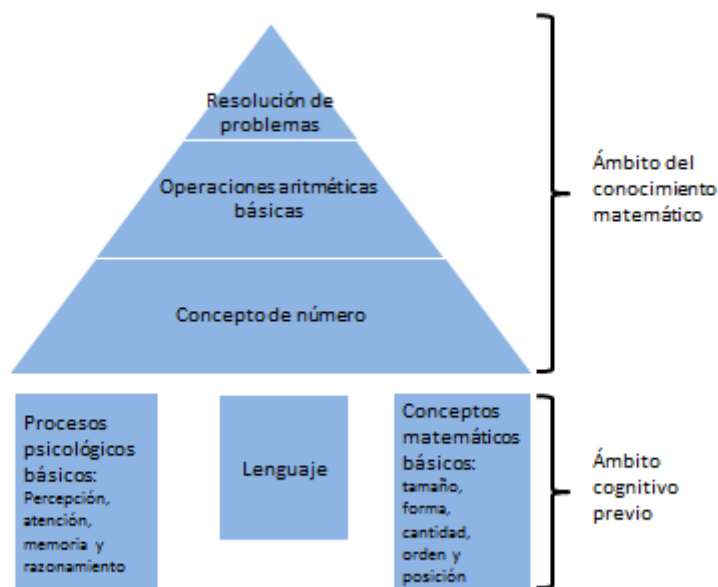 Resolución de
problemas
Operaciones aritméticas
básicas
Concepto de número
Ámbito del
conocimiento
matemático
Procesos
psicológicos
básicos:
Percepción,
atención,
memoria y
razonamiento
Lenguaje
Conceptos
matemáticos
básicos:
tamaño,
forma,
cantidad,
orden y
posición
Ámbito
cognitivo
previo